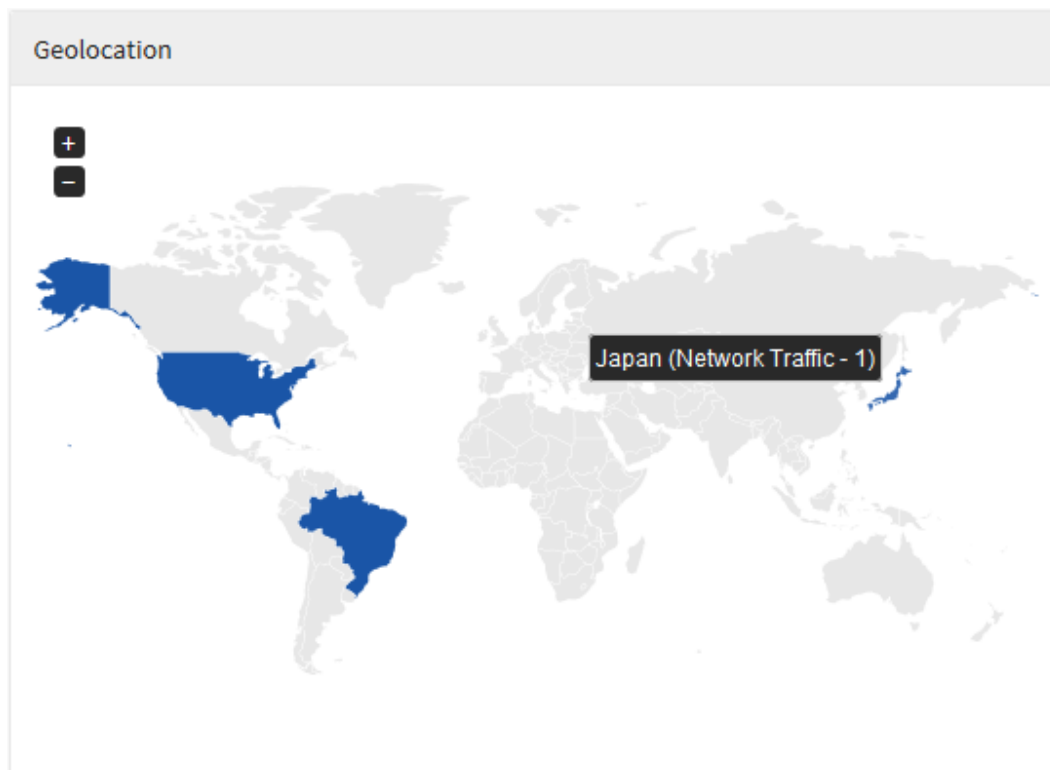 Geolocation
+
−
Japan (Network Traffic - 1)